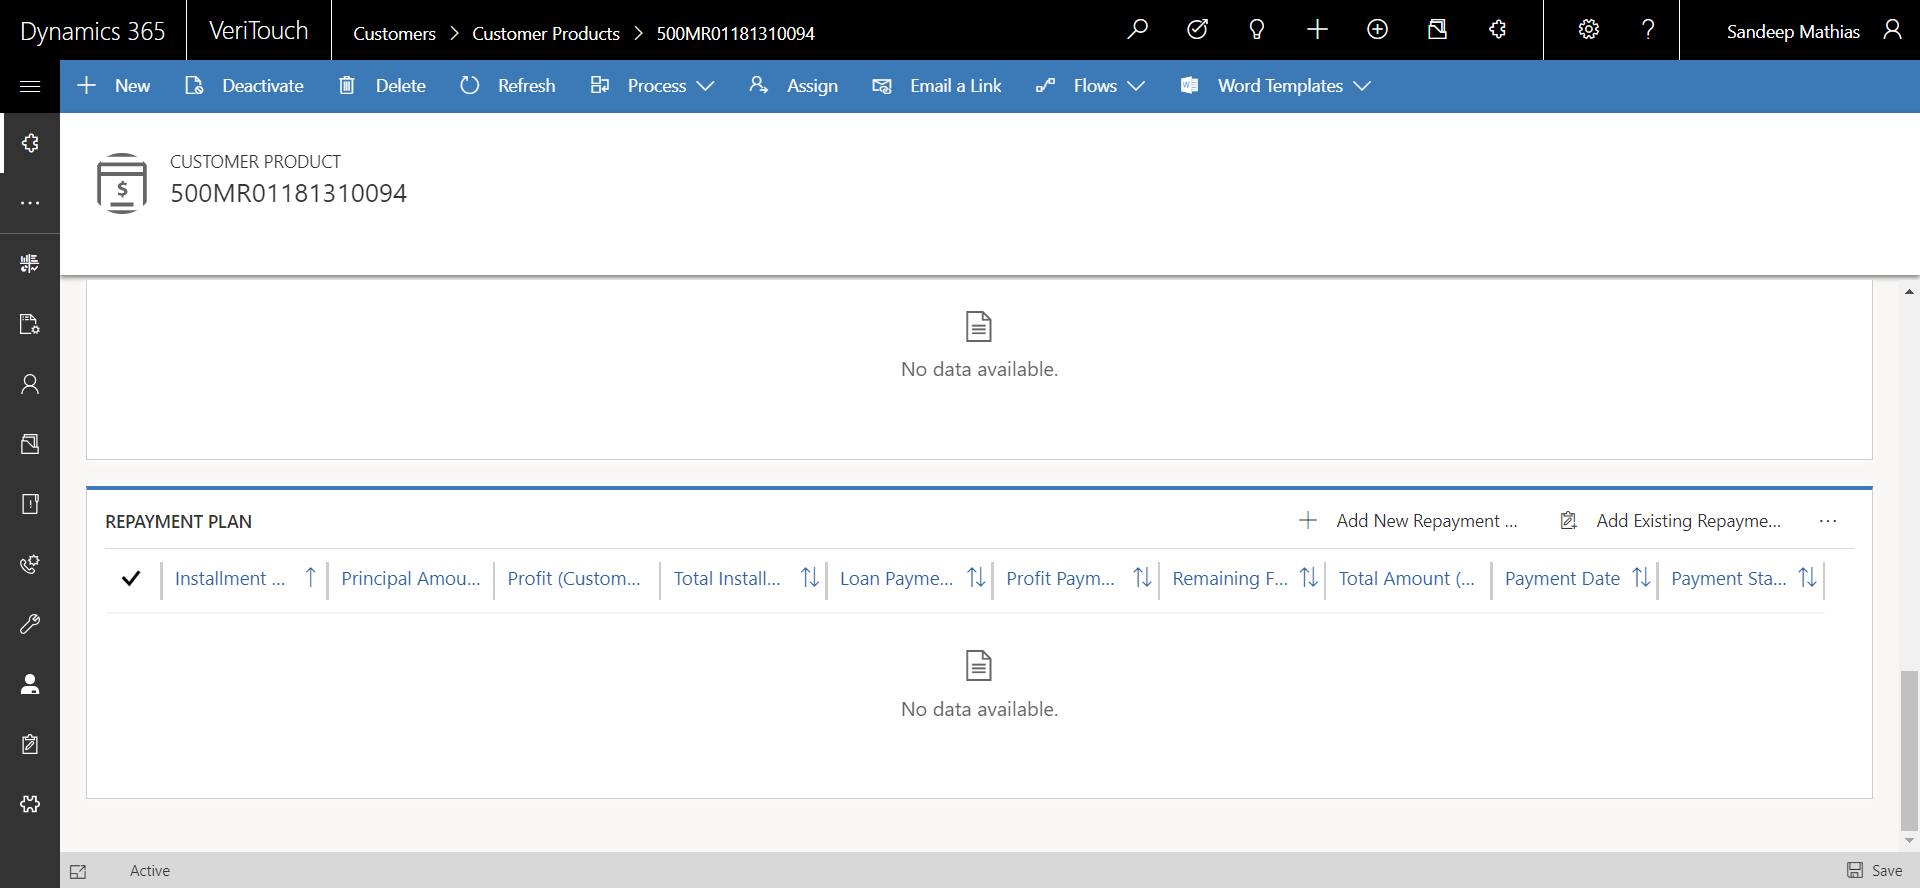 Dynamics 365 VeriTouch Customers > Customer Products > 500MR01181310094 Sandeep Mathias
New Deactivate Delete Refresh Process Assign Email a Link Flows Word Templates
CUSTOMER PRODUCT
500MR01181310094
No data available.
REPAYMENT PLAN Add New Repayment ... Add Existing Repayme... ...
Installment ... Principal Amou... Profit (Custom... Total Install... Loan Payme... Profit Paym... Remaining F... Total Amount (... Payment Date Payment Sta...
No data available.
Active Save